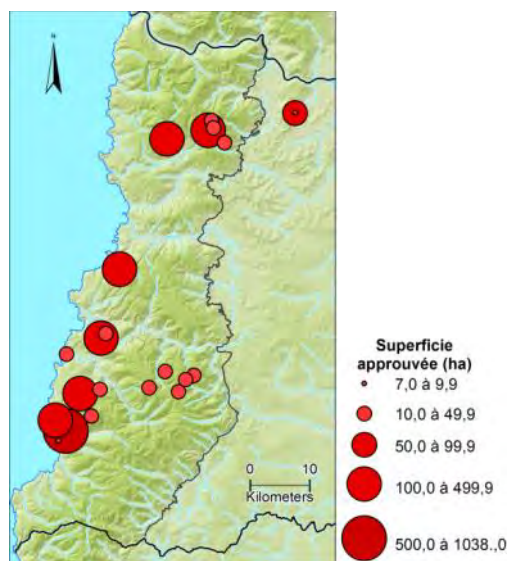 N
0 10
Kilometers
Superficie
approuvée (ha)
7,0 à 9,9
10,0 à 49,9
50,0 à 99,9
100,0 à 499,9
500,0 à 1038.,0